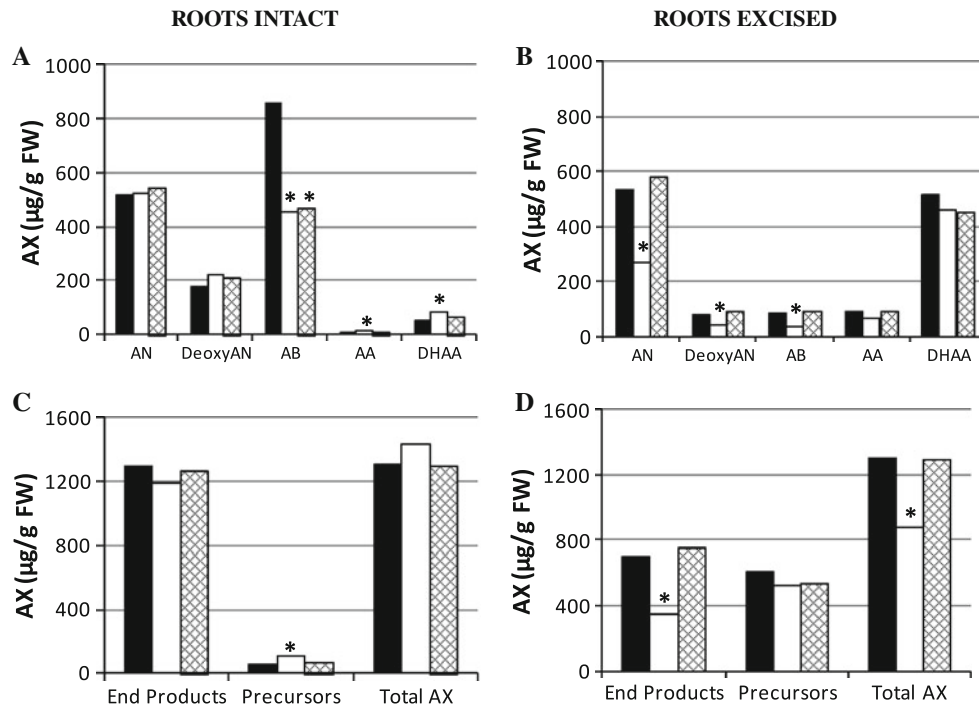 ROOTS INTACT
ROOTS EXCISED
A
1000
800
600
400
200
0
AX (µg/g FW)
* *
*
*
AN DeoxyAN AB AA DHAA
B
1000
800
600
400
200
0
AX (µg/g FW)
*
*
*
AN DeoxyAN AB AA DHAA
C
1600
1200
800
400
0
AX (µg/g FW)
*
End Products Precursors Total AX
D
1600
1200
800
400
0
AX (µg/g FW)
*
*
End Products Precursors Total AX